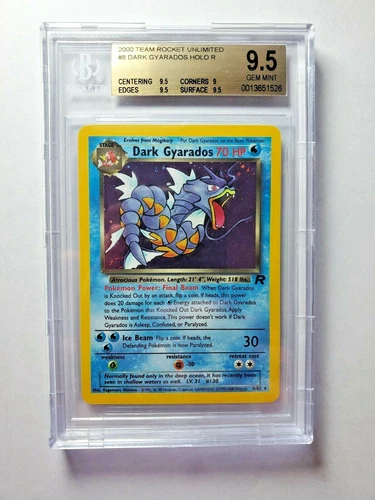 2000 TEAM ROCKET UNLIMITED
#8 DARK GYARADOS HOLO R
CENTERING 9.5 CORNERS 9
EDGES 9.5 SURFACE 9.5
9.5
GEM MINT
0013651526
Evolves from Magikarp Put Dark Gyarados on the Basic Pokémon
STAGE 1
Dark Gyarados 70 HP
Atrocious Pokémon. Length: 21' 4", Weight: 518 lbs.
Pokémon Power: Final Beam When Dark Gyarados
is Knocked Out by an attack, flip a coin. If heads, this power
does 20 damage for each Energy attached to Dark Gyarados
to the Pokémon that Knocked Out Dark Gyarados. Apply
Weakness and Resistance. This power doesn't work if Dark
Gyarados is Asleep, Confused, or Paralyzed.
Ice Beam Flip a coin. If heads, the
Defending Pokémon is now Paralyzed.
30
weakness resistance retreat cost
-30
Normally found only in the deep ocean, it has recently been
seen in shallow waters as well. LV. 31 #130
8/82